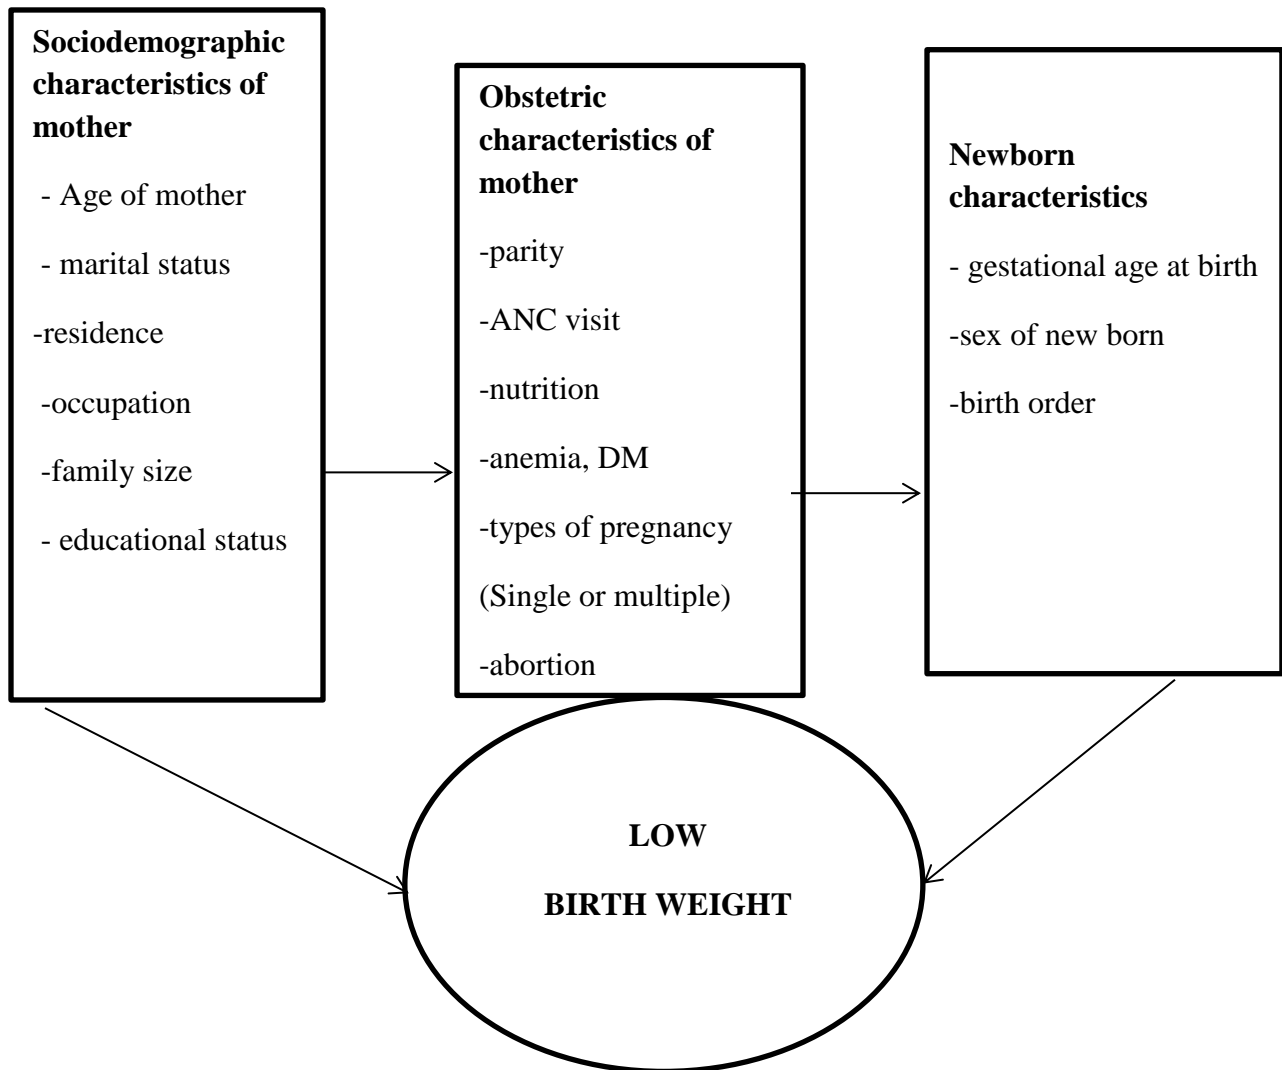 Sociodemographic
characteristics of
mother
- Age of mother
- marital status
-residence
-occupation
-family size
- educational status
Obstetric
characteristics of
mother
-parity
-ANC visit
-nutrition
-anemia, DM
-types of pregnancy
(Single or multiple)
-abortion
Newborn
characteristics
- gestational age at birth
-sex of new born
-birth order
LOW
BIRTH WEIGHT